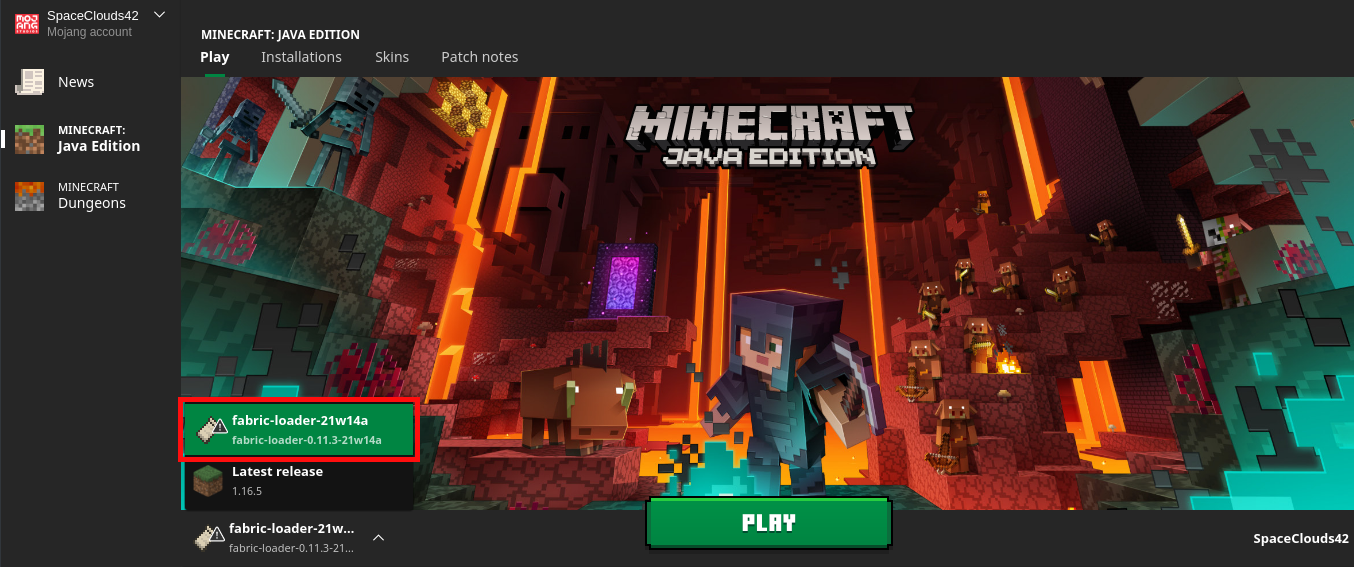 SpaceClouds42
Mojang account
News
MINECRAFT:
Java Edition
MINECRAFT
Dungeons
MINECRAFT: JAVA EDITION
Play Installations Skins Patch notes
MINECRAFT
JAVA EDITION
fabric-loader-21w14a
fabric-loader-0.11.3-21w14a
Latest release
1.16.5
fabric-loader-21w...
fabric-loader-0.11.3-21...
PLAY
SpaceClouds42